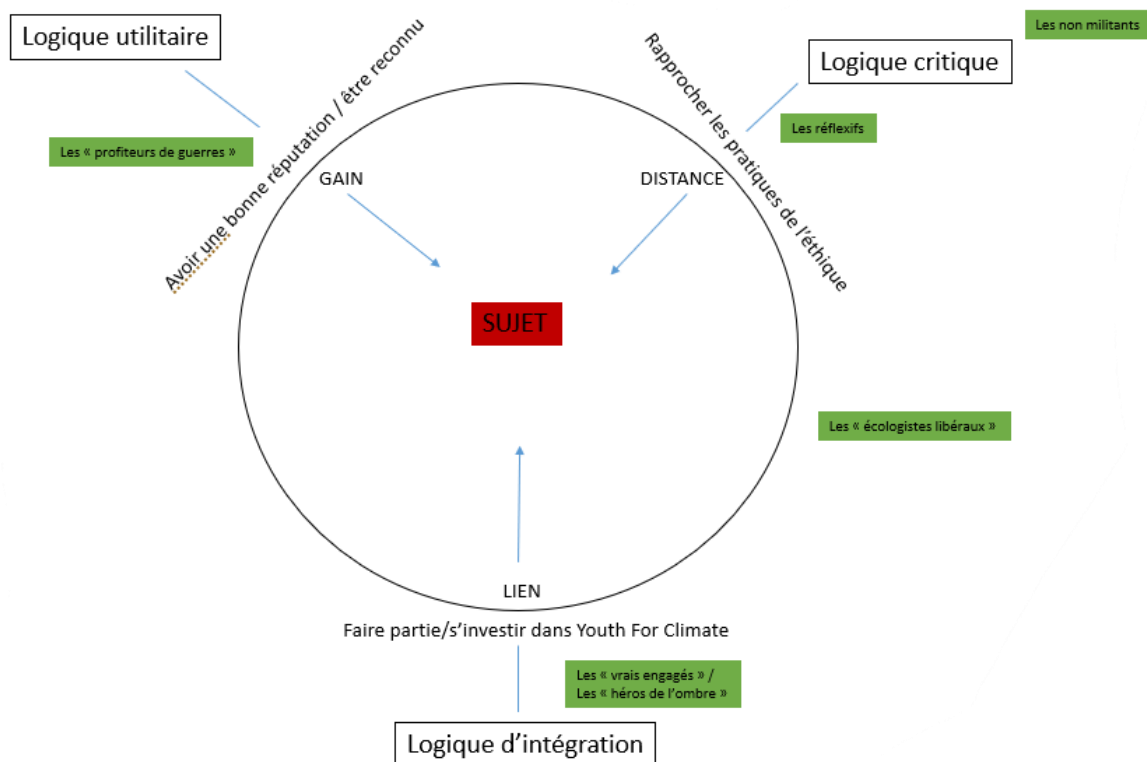 Les non militants
Logique utilitaire
Logique critique
Avoir une bonne réputation / être reconnu
Rapprocher les pratiques de l'éthique
Les réflexifs
Les « profiteurs de guerres »
GAIN
DISTANCE
SUJET
Les « écologistes libéraux »
LIEN
Faire partie/s'investir dans Youth For Climate
Les « vrais engagés » /
Les « héros de l'ombre »
Logique d'intégration